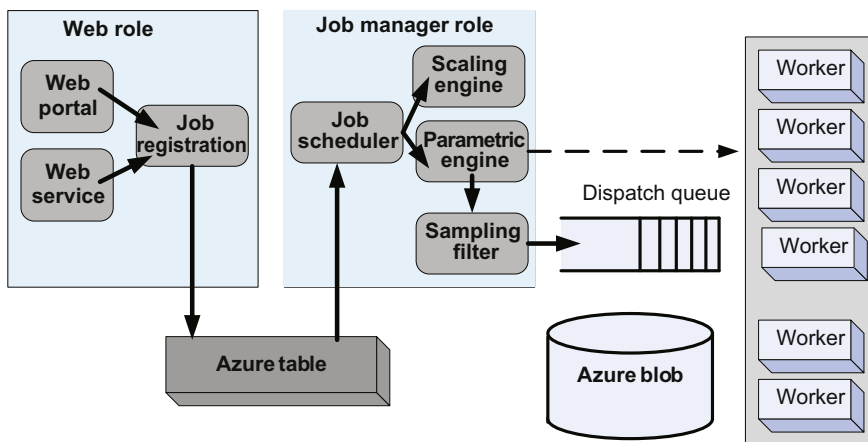 Web role
Web
portal
Web
service
Job
registration
Job manager role
Scaling
engine
Job
scheduler
Parametric
engine
Sampling
filter
Dispatch queue
Azure table
Azure blob
Worker
Worker
Worker
Worker
Worker
Worker